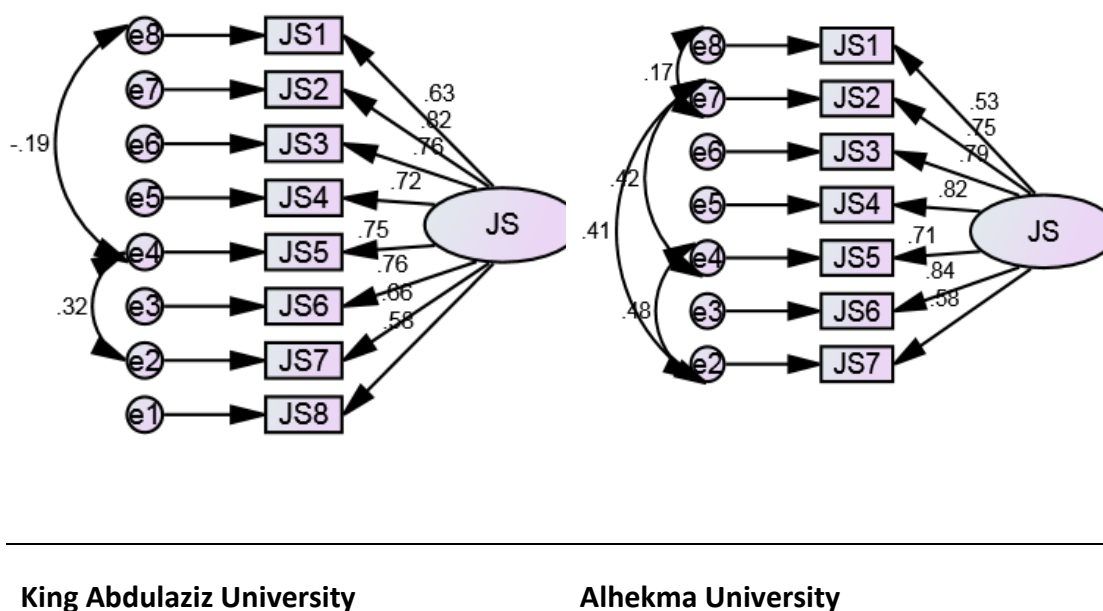 e8 JS1
e7 JS2
e6 JS3
e5 JS4
e4 JS5
e3 JS6
e2 JS7
e1 JS8
JS
-.19
.32
.63
.82
.76
.72
.75
.76
.66
.58
e8 JS1
e7 JS2
e6 JS3
e5 JS4
e4 JS5
e3 JS6
e2 JS7
JS
.17
.42
.41
.48
.53
.75
.79
.82
.71
.84
.58
King Abdulaziz University
Alhekma University